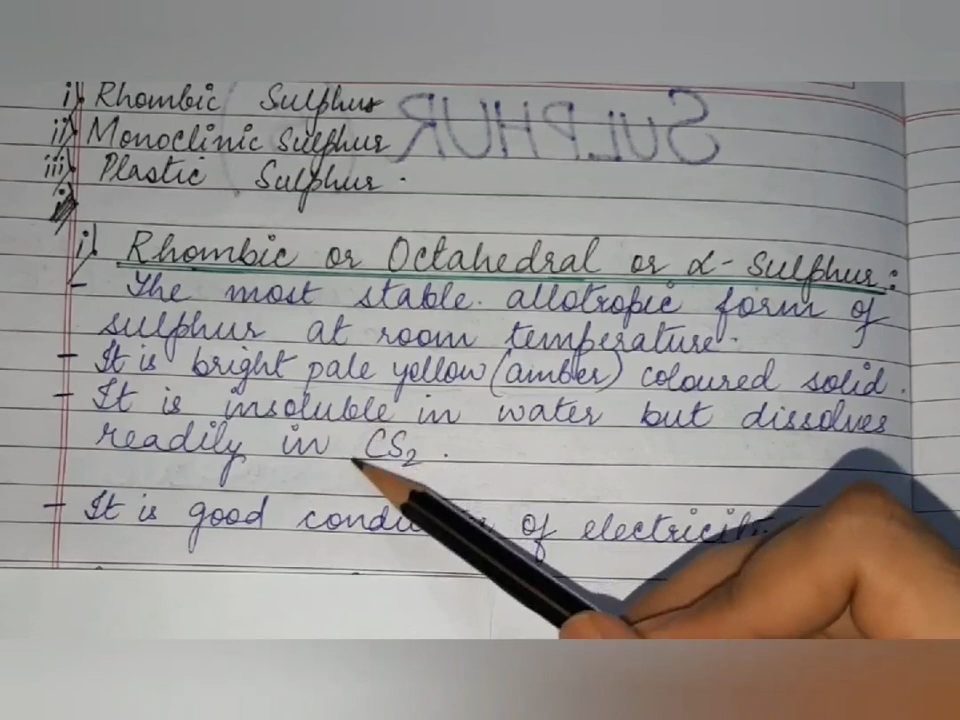 i) Rhombic Sulphur
SULPHUR
ii) Monoclinic Sulphur
iii) Plastic Sulphur.
i) Rhombic or Octahedral or α- Sulphur:
- The most stable. allotropic form of
sulphur at room temperature.
- It is bright pale yellow (amber) coloured solid.
- It is insoluble in water but dissolves
readily in CS₂.
- It is good of